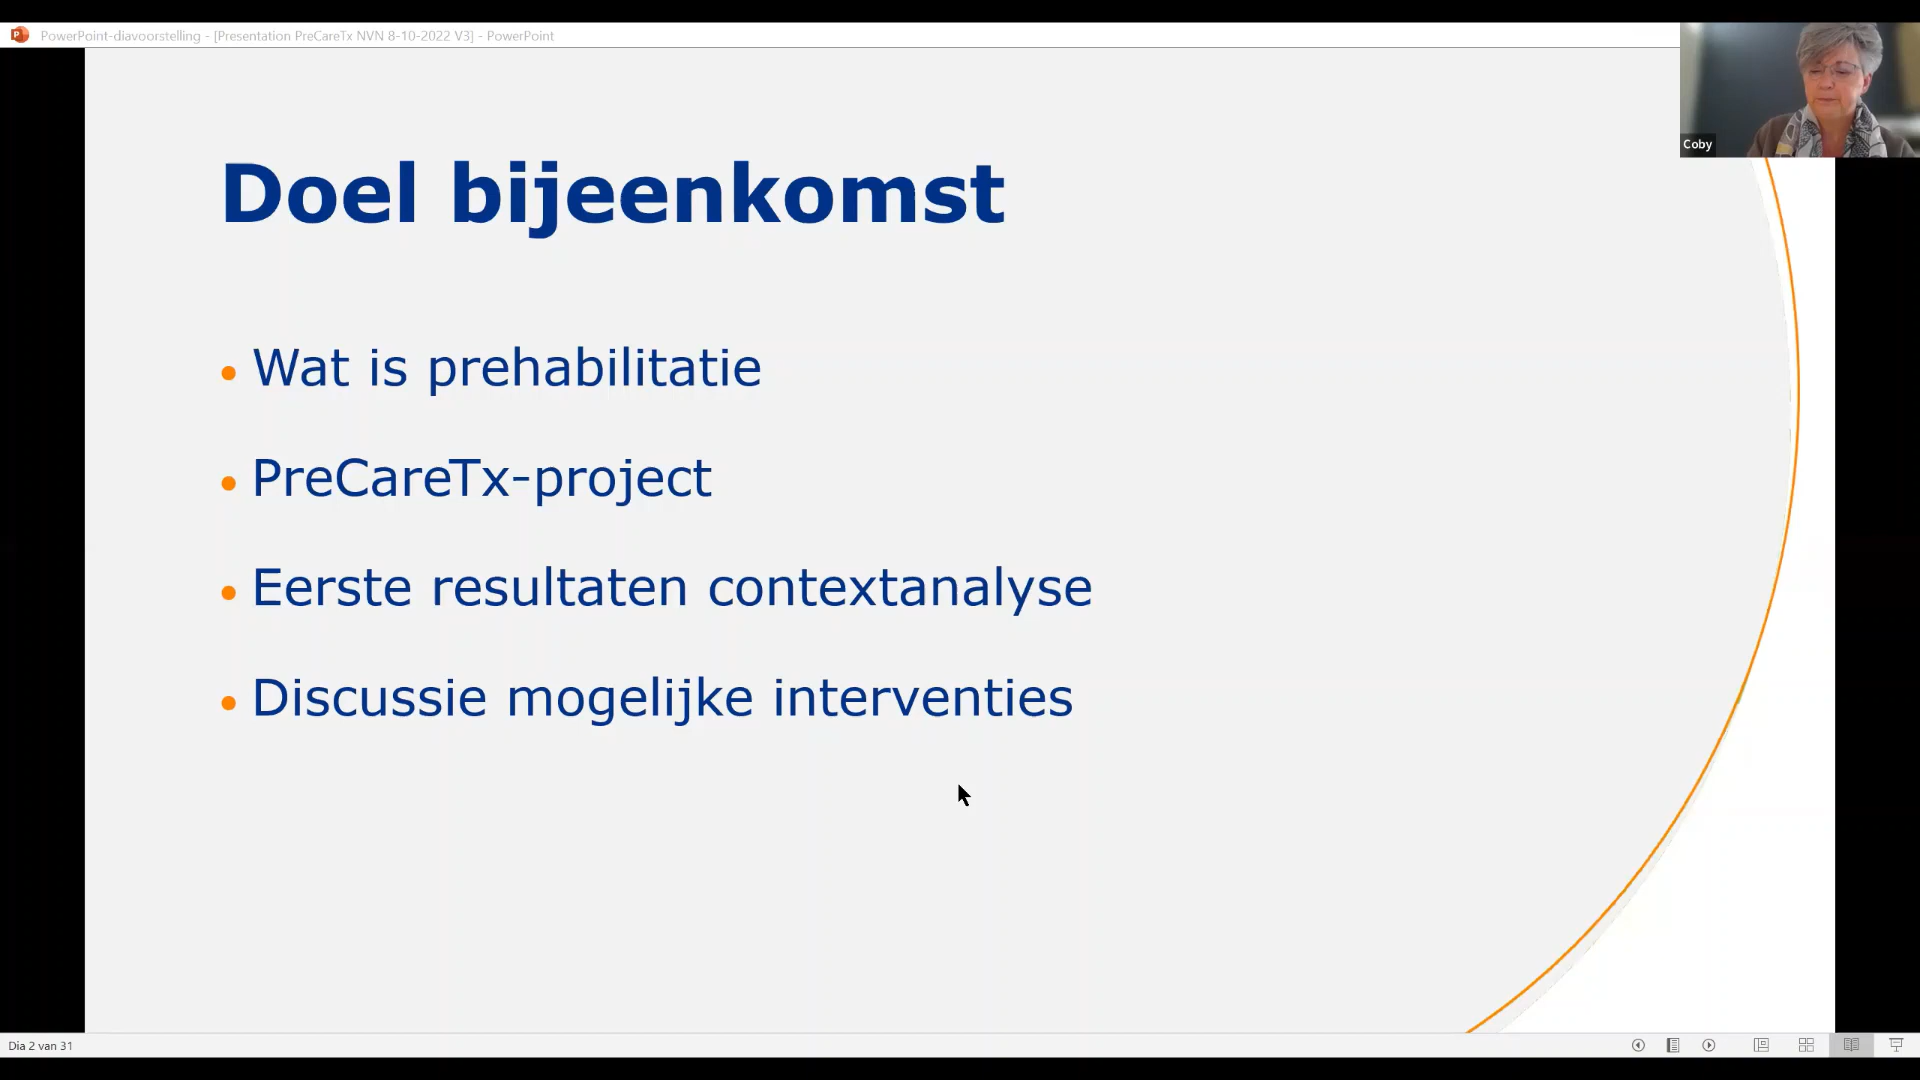 PowerPoint-diavoorstelling - [Presentation PreCareTx NVN 8-10-2022 V3] - PowerPoint
Coby
Doel bijeenkomst
Wat is prehabilitatie
PreCareTx-project
Eerste resultaten contextanalyse
Discussie mogelijke interventies
Dia 2 van 31